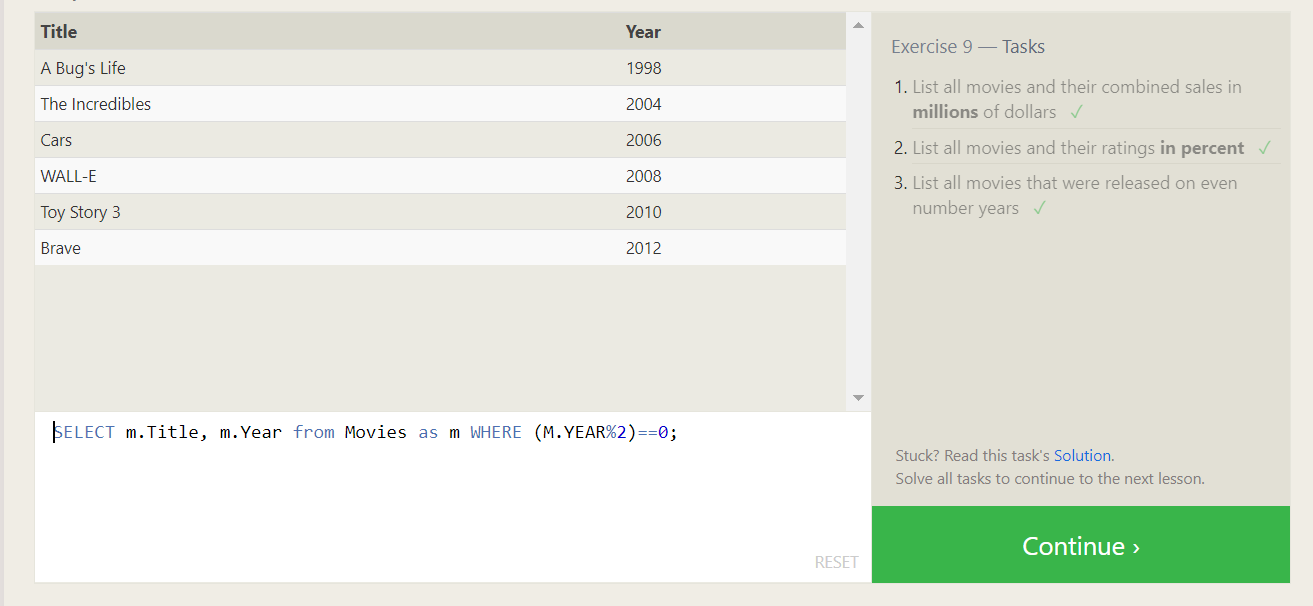 Title Year
A Bug's Life 1998
The Incredibles 2004
Cars 2006
WALL-E 2008
Toy Story 3 2010
Brave 2012
SELECT m.Title, m.Year from Movies as m WHERE (M.YEAR%2)==0;
RESET
Exercise 9 — Tasks
1. List all movies and their combined sales in
millions of dollars ✓
2. List all movies and their ratings in percent ✓
3. List all movies that were released on even
number years ✓
Stuck? Read this task's Solution.
Solve all tasks to continue to the next lesson.
Continue ›